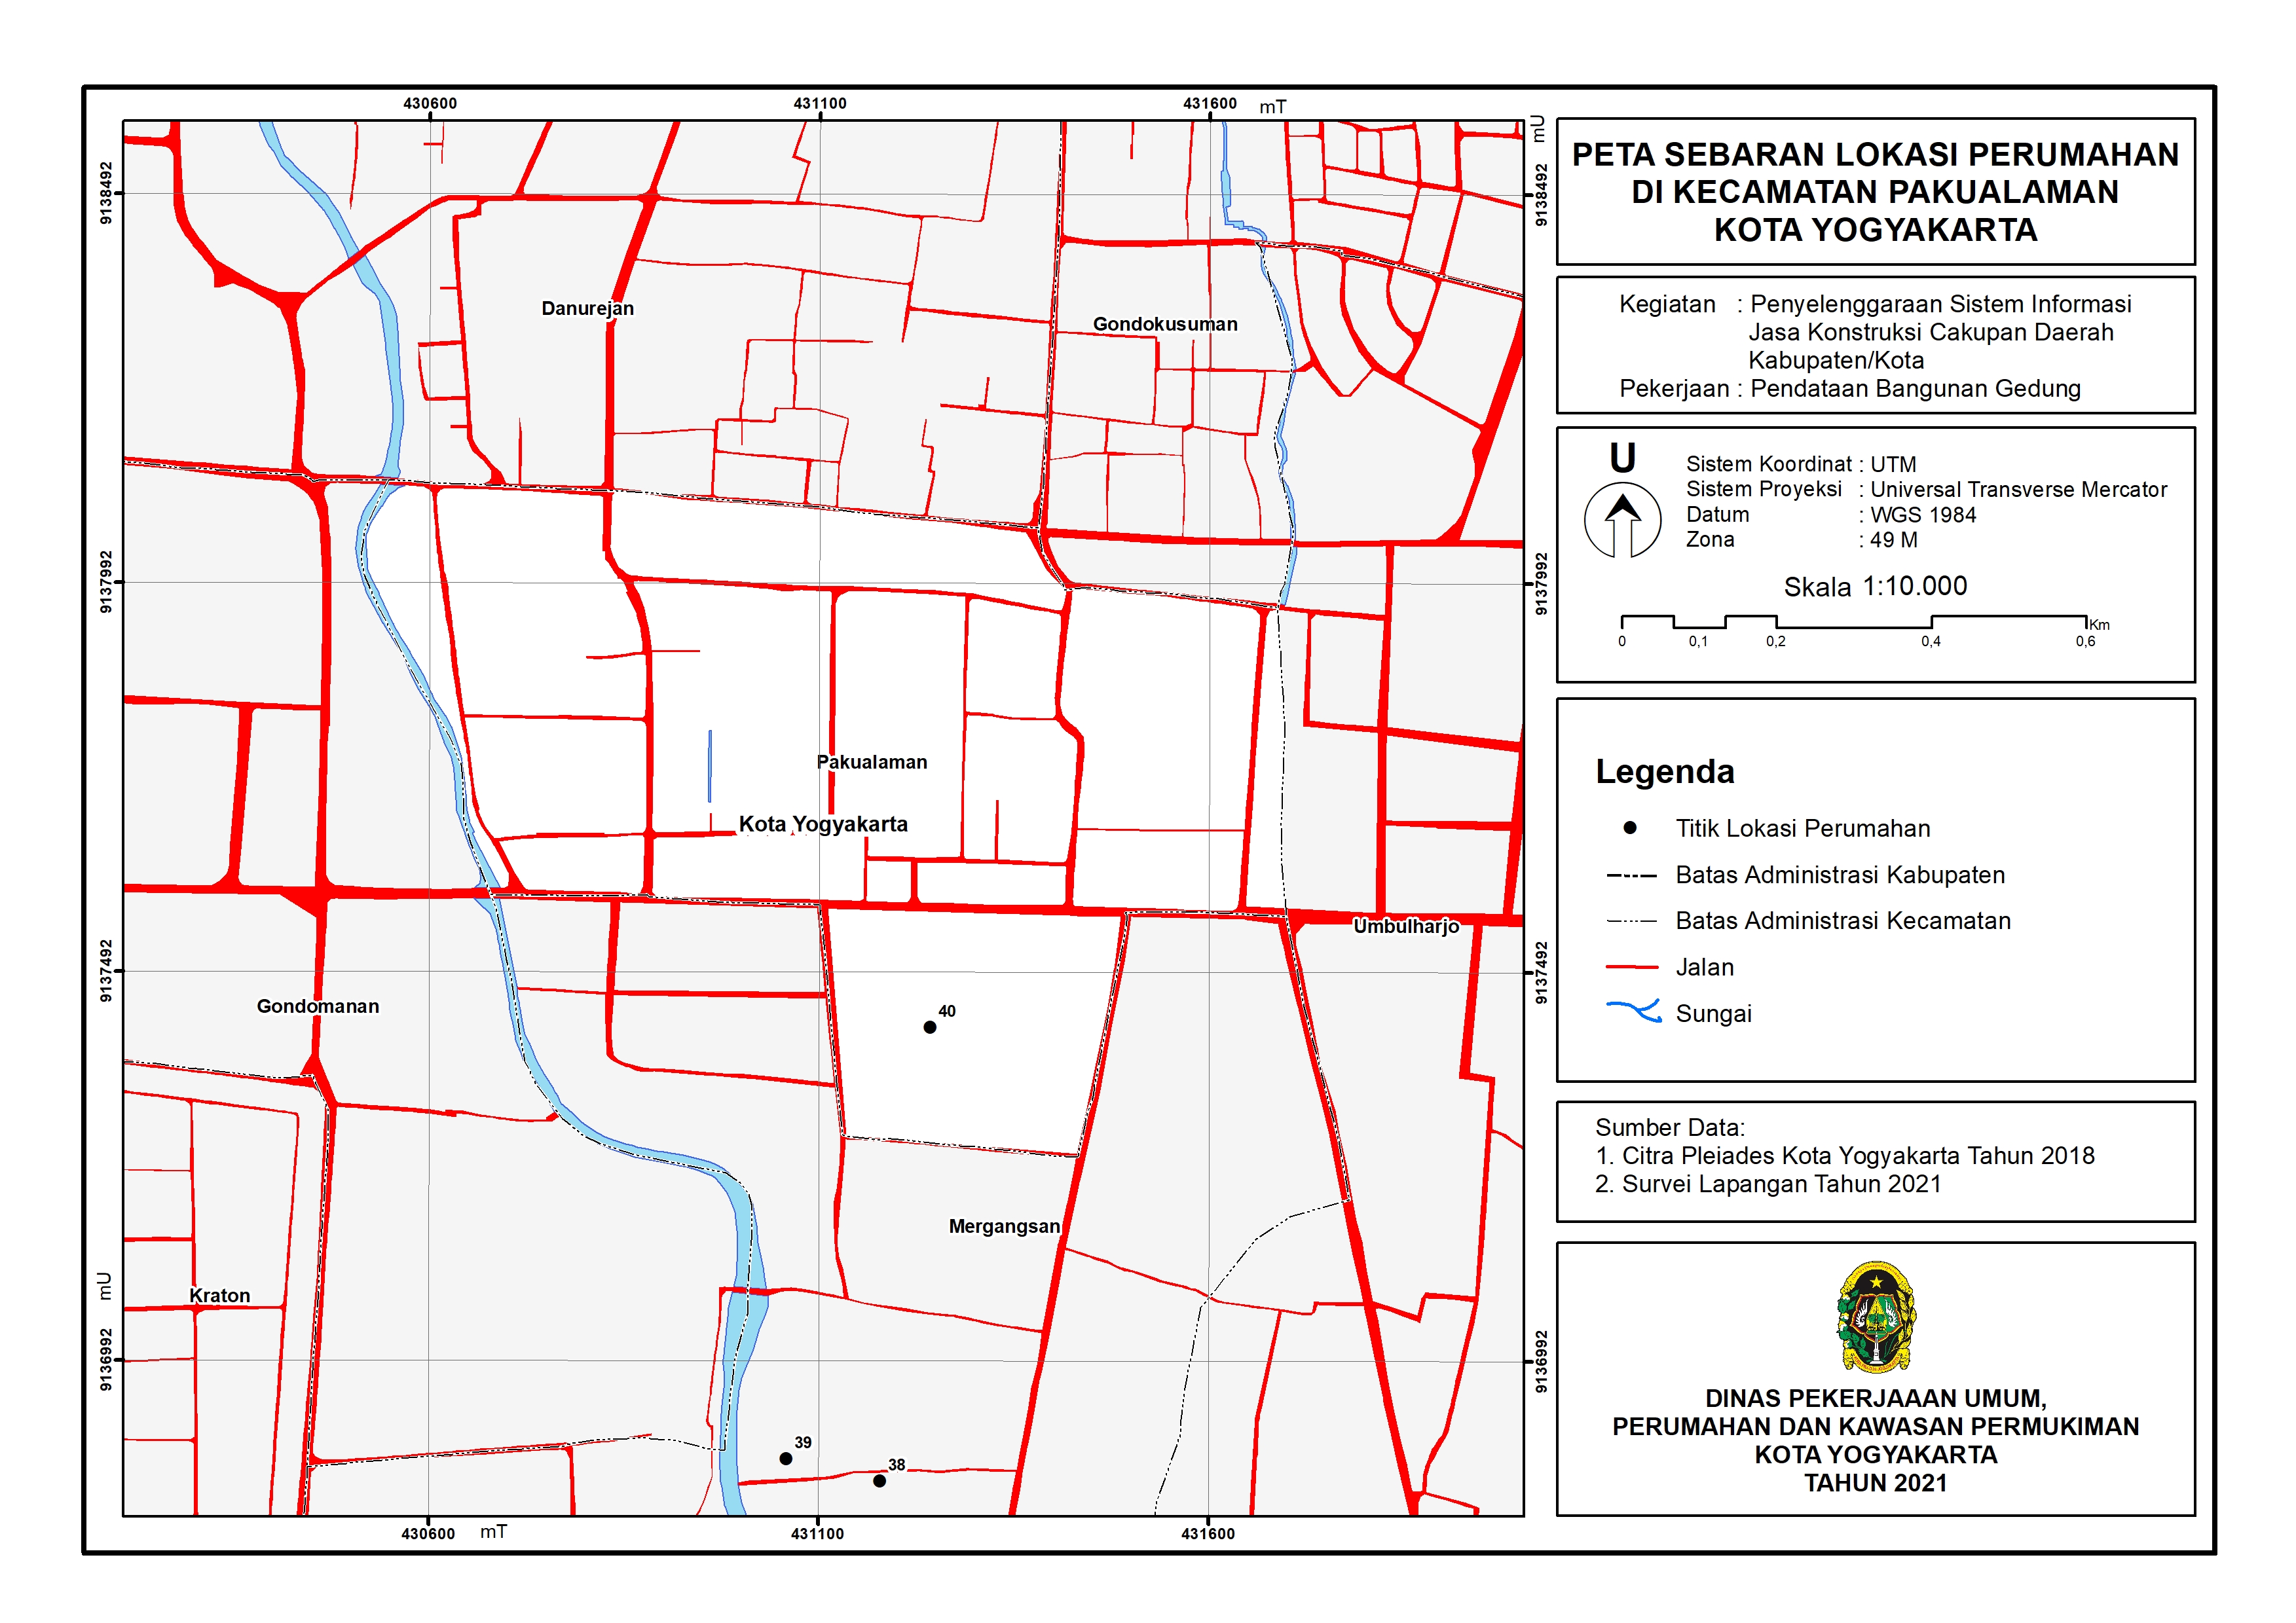 430600
431100
431600
mT
mU
9138492
9138492
Danurejan
Gondokusuman
9137992
9137992
Pakualaman
Kota Yogyakarta
Umbulharjo
9137492
9137492
Gondomanan
40
Mergangsan
mU
Kraton
9136992
9136992
39
38
430600
mT
431100
431600
PETA SEBARAN LOKASI PERUMAHAN
DI KECAMATAN PAKUALAMAN
KOTA YOGYAKARTA
Kegiatan : Penyelenggaraan Sistem Informasi
Jasa Konstruksi Cakupan Daerah
Kabupaten/Kota
Pekerjaan : Pendataan Bangunan Gedung
U
Sistem Koordinat : UTM
Sistem Proyeksi : Universal Transverse Mercator
Datum : WGS 1984
Zona : 49 M
Skala 1:10.000
Km
0 0,1 0,2 0,4 0,6
Legenda
Titik Lokasi Perumahan
Batas Administrasi Kabupaten
Batas Administrasi Kecamatan
Jalan
Sungai
Sumber Data:
1. Citra Pleiades Kota Yogyakarta Tahun 2018
2. Survei Lapangan Tahun 2021
DINAS PEKERJAAAN UMUM,
PERUMAHAN DAN KAWASAN PERMUKIMAN
KOTA YOGYAKARTA
TAHUN 2021